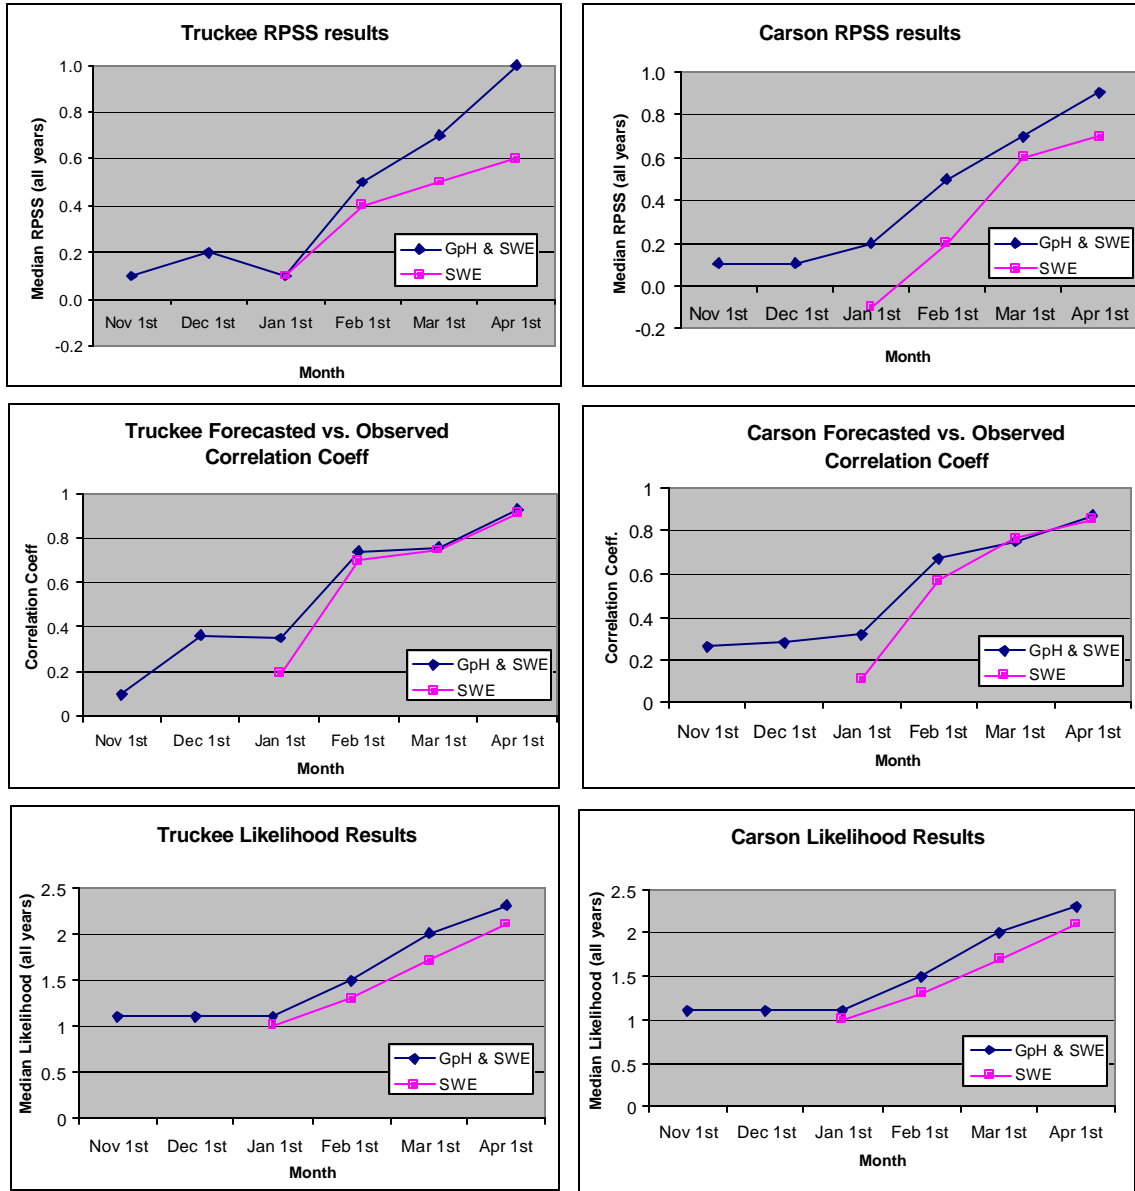 Truckee RPSS results
1.0
0.8
0.6
0.4
0.2
0.0
-0.2
Median RPSS (all years)
GpH & SWE
SWE
Nov 1st Dec 1st Jan 1st Feb 1st Mar 1st Apr 1st
Month
Carson RPSS results
1.0
0.8
0.6
0.4
0.2
0.0
-0.2
Median RPSS (all years)
GpH & SWE
SWE
Nov 1st Dec 1st Jan 1st Feb 1st Mar 1st Apr 1st
Month
Truckee Forecasted vs. Observed
Correlation Coeff
1
0.8
0.6
0.4
0.2
0
Correlation Coeff
GpH & SWE
SWE
Nov 1st Dec 1st Jan 1st Feb 1st Mar 1st Apr 1st
Month
Carson Forecasted vs. Observed
Correlation Coeff
1
0.8
0.6
0.4
0.2
0
Correlation Coeff.
GpH & SWE
SWE
Nov 1st Dec 1st Jan 1st Feb 1st Mar 1st Apr 1st
Month
Truckee Likelihood Results
2.5
2
1.5
1
0.5
0
Median Likelihood (all years)
GpH & SWE
SWE
Nov 1st Dec 1st Jan 1st Feb 1st Mar 1st Apr 1st
Month
Carson Likelihood Results
2.5
2
1.5
1
0.5
0
Median Likelihood (all years)
GpH & SWE
SWE
Nov 1st Dec 1st Jan 1st Feb 1st Mar 1st Apr 1st
Month